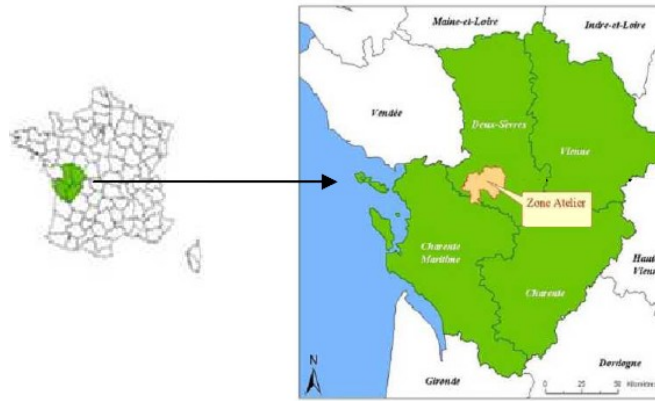 Maine-et-Loire
Indre-et-Loire
Vendée
Deux-Sèvres
Vienne
Zone Atelier
Charente
Maritime
Haute
Vienne
Charente
Dordogne
Gironde
N
0 25 50